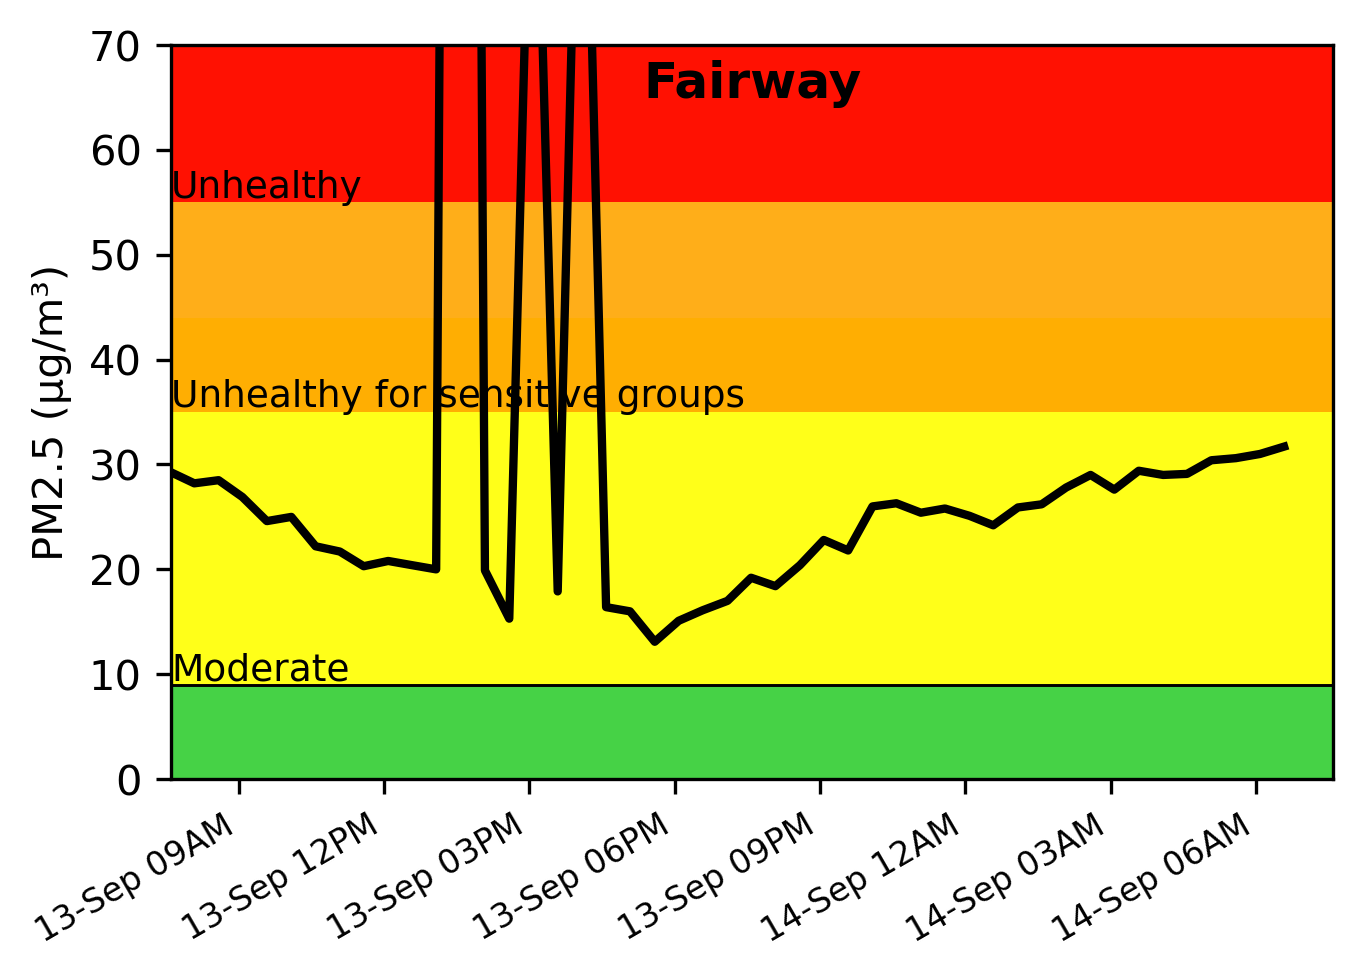 Fairway
PM2.5 (µg/m³)
70
60
50
40
30
20
10
0
Unhealthy
Unhealthy for sensitive groups
Moderate
13-Sep 09AM
13-Sep 12PM
13-Sep 03PM
13-Sep 06PM
13-Sep 09PM
14-Sep 12AM
14-Sep 03AM
14-Sep 06AM